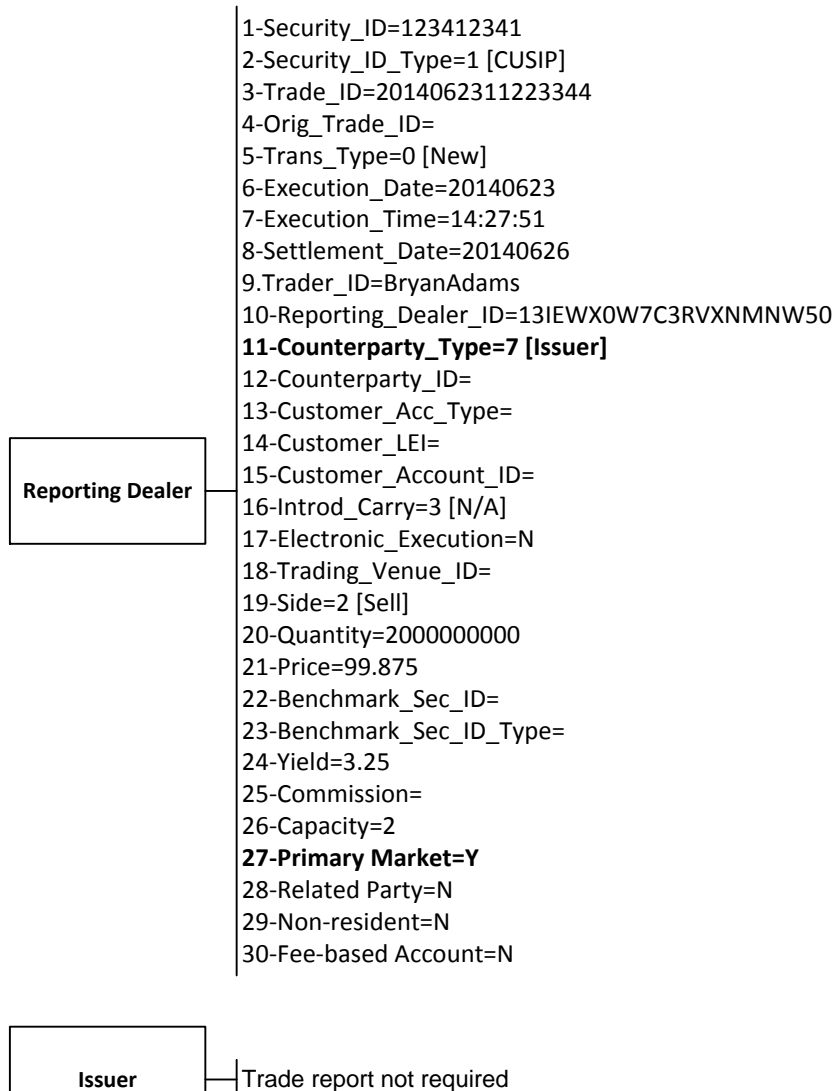 1-Security_ID=123412341
2-Security_ID_Type=1 [CUSIP]
3-Trade_ID=2014062311223344
4-Orig_Trade_ID=
5-Trans_Type=0 [New]
6-Execution_Date=20140623
7-Execution_Time=14:27:51
8-Settlement_Date=20140626
9.Trader_ID=BryanAdams
10-Reporting_Dealer_ID=13IEWX0W7C3RVXNMNW50
11-Counterparty_Type=7 [Issuer]
12-Counterparty_ID=
13-Customer_Acc_Type=
14-Customer_LEI=
15-Customer_Account_ID=
Reporting Dealer
16-Introd_Carry=3 [N/A]
17-Electronic_Execution=N
18-Trading_Venue_ID=
19-Side=2 [Sell]
20-Quantity=2000000000
21-Price=99.875
22-Benchmark_Sec_ID=
23-Benchmark_Sec_ID_Type=
24-Yield=3.25
25-Commission=
26-Capacity=2
27-Primary Market=Y
28-Related Party=N
29-Non-resident=N
30-Fee-based Account=N
Issuer
Trade report not required